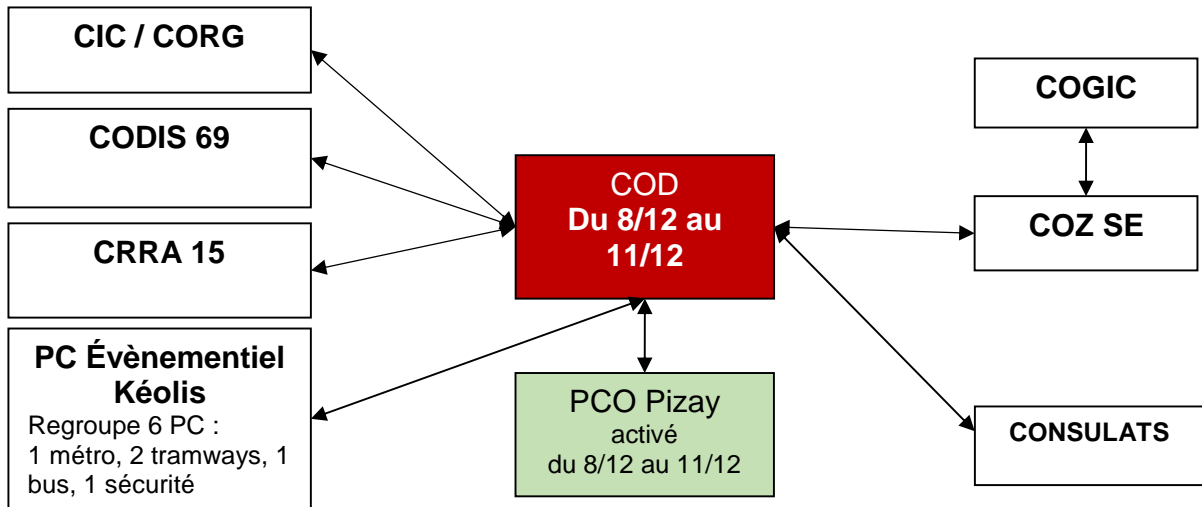 CIC / CORG
CODIS 69
CRRA 15
PC Évènementiel
Kéolis
Regroupe 6 PC :
1 métro, 2 tramways, 1
bus, 1 sécurité
COD
Du 8/12 au
11/12
PCO Pizay
activé
du 8/12 au 11/12
COGIC
COZ SE
CONSULATS